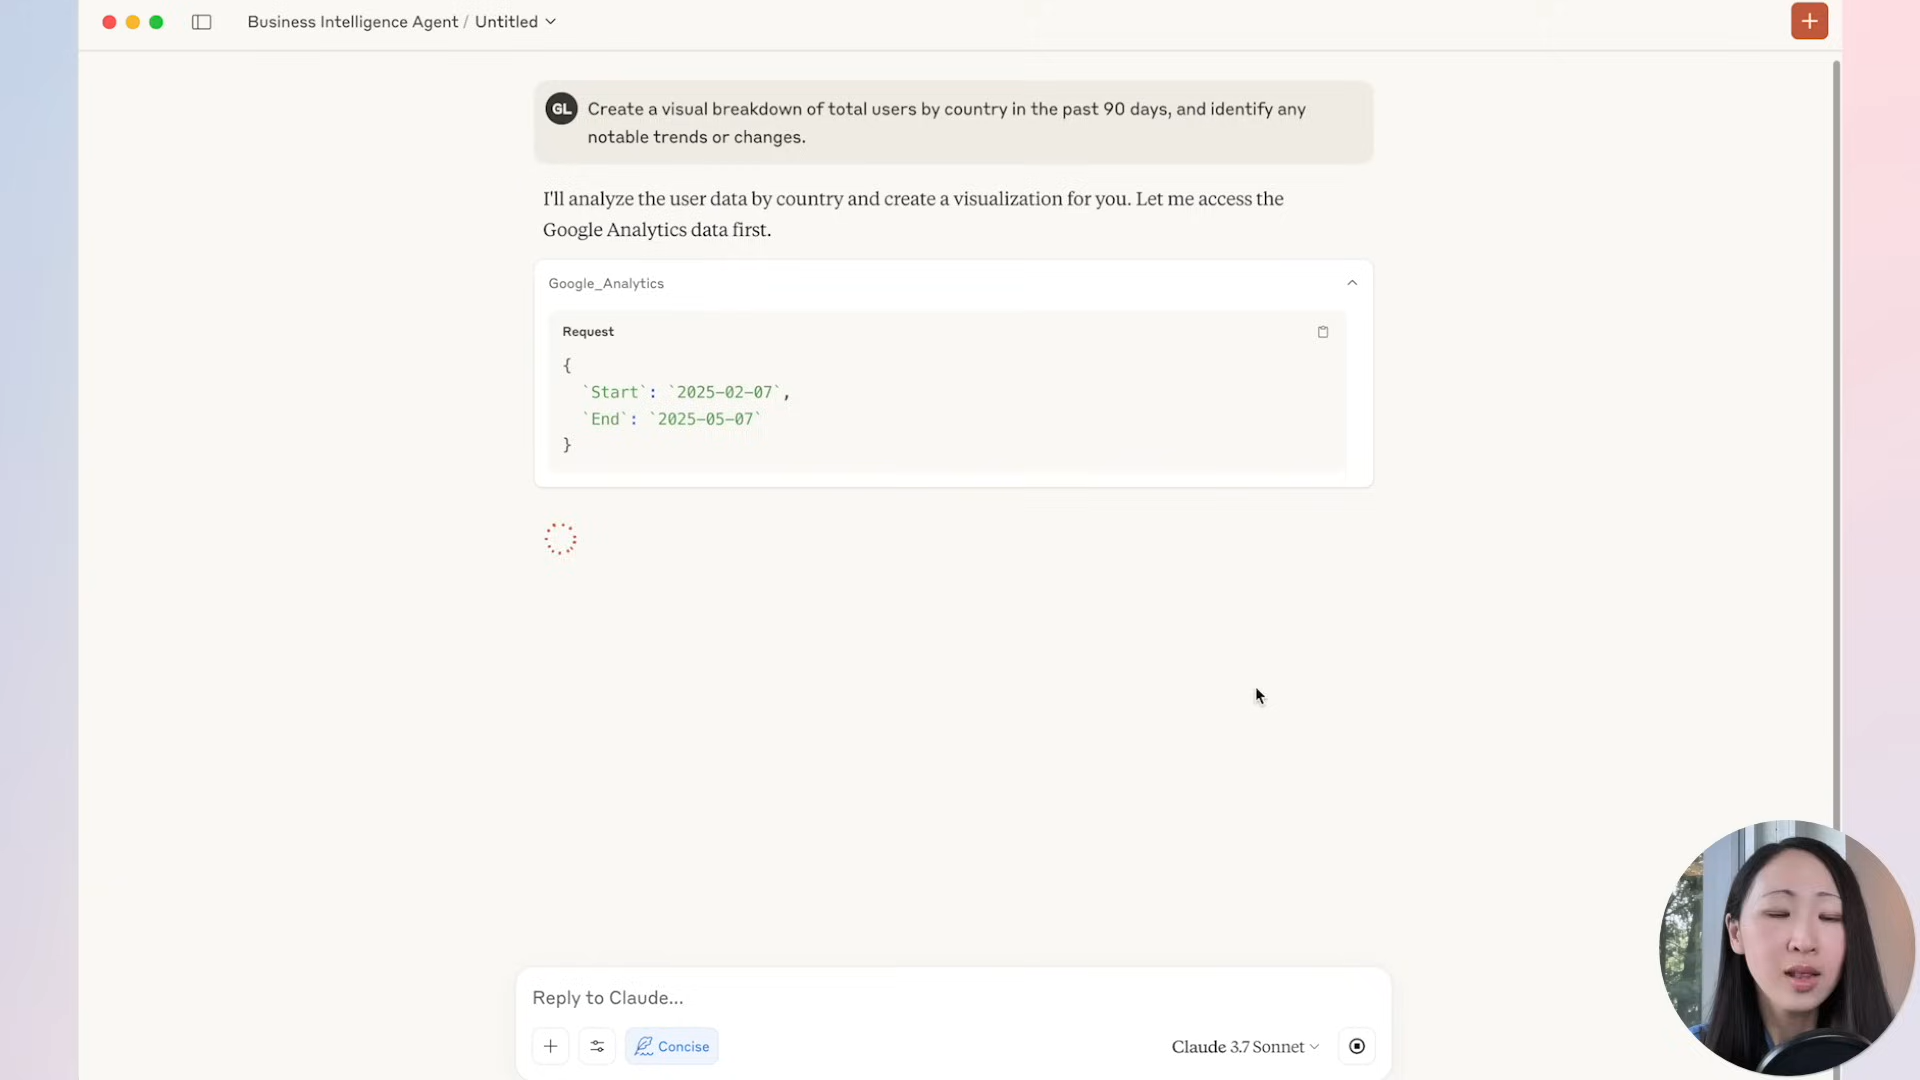 Business Intelligence Agent / Untitled
GL
Create a visual breakdown of total users by country in the past 90 days, and identify any
notable trends or changes.
I'll analyze the user data by country and create a visualization for you. Let me access the
Google Analytics data first.
Google_Analytics
Request
{
`Start`: `2025-02-07`,
`End`: `2025-05-07`
}
Reply to Claude...
Concise
Claude 3.7 Sonnet